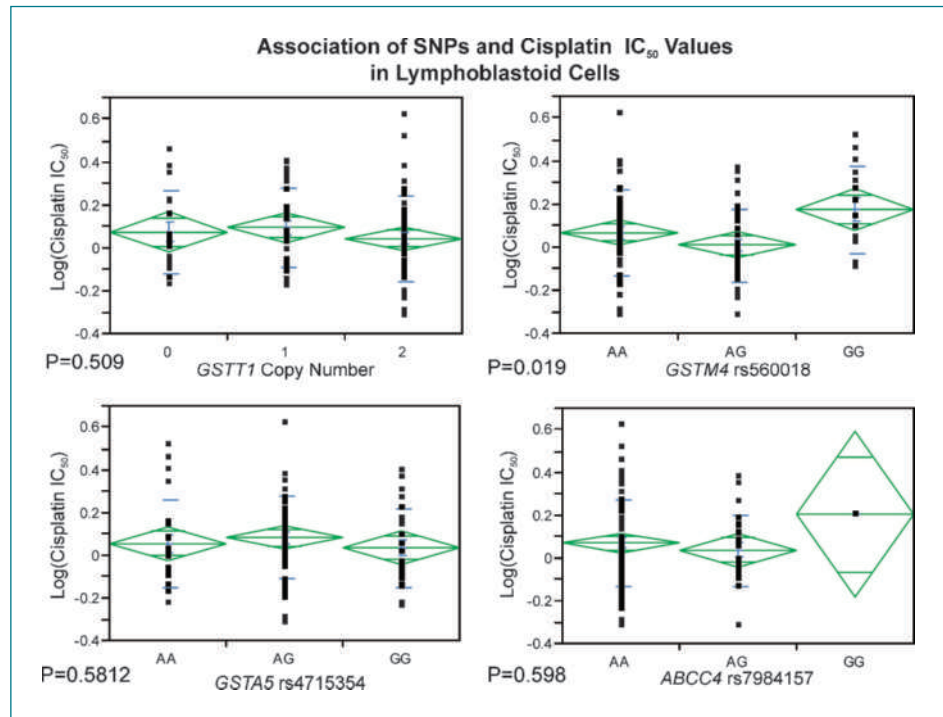 Association of SNPs and Cisplatin IC50 Values
in Lymphoblastoid Cells
Log(Cisplatin IC50)
0.6
0.4
0.2
0
0.2
-0.4
0 1 2
P=0.509
GSTT1 Copy Number
Log(Cisplatin IC50)
0.6
0.4
0.2
0
0.2
-0.4
AA AG GG
P=0.019
GSTM4 rs560018
Log(Cisplatin IC50)
0.6
0.4
0.2
0
-0.2
-0.4
AA AG GG
P=0.5812
GSTA5 rs4715354
Log(Cisplatin IC50)
0.6
0.4
0.2
0
-0.2
-0.4
AA AG GG
P=0.598
ABCC4 rs7984157